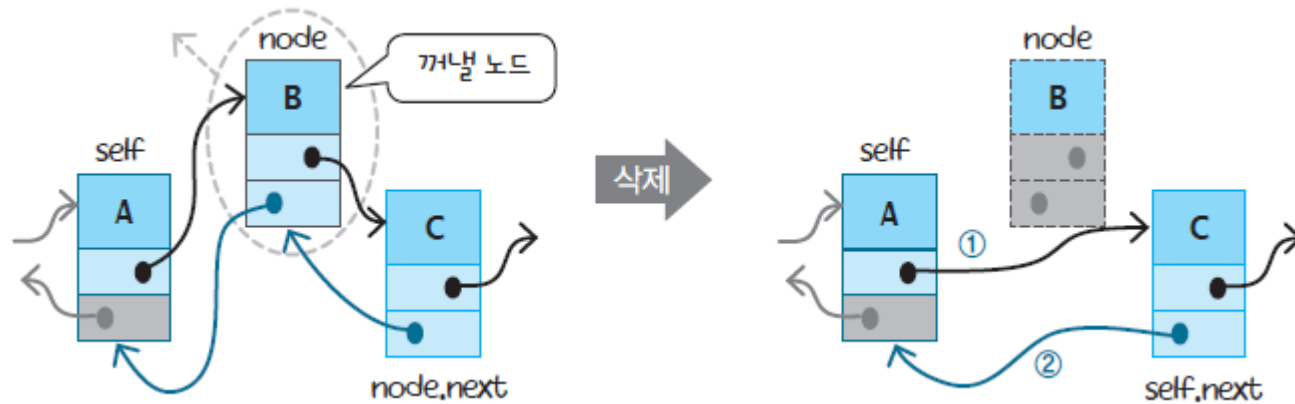 node
꺼낼 노드
B
self
A
C
node.next
삭제
node
B
self
A
①
C
②
self.next